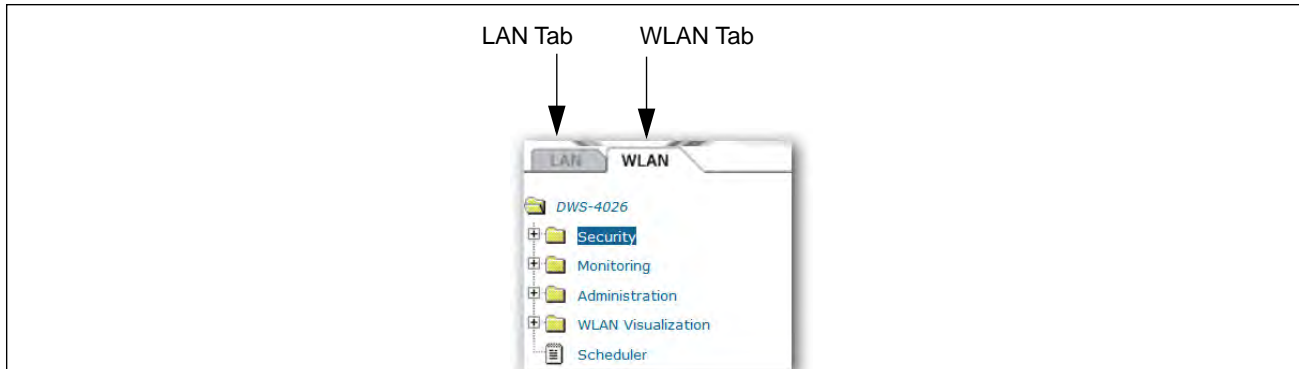 LAN Tab WLAN Tab
LAN WLAN
DWS-4026
Security
Monitoring
Administration
WLAN Visualization
Scheduler